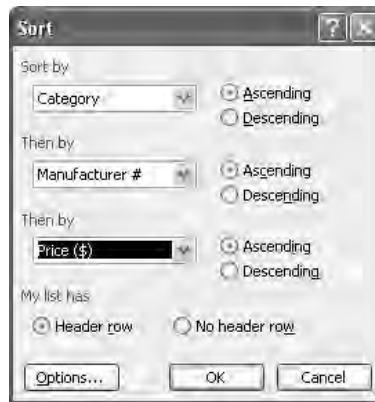 Sort
?
Sort by
Category
Ascending
Descending
Then by
Manufacturer #
Ascending
Descending
Then by
Price ($)
Ascending
Descending
My list has
Header row
No header row
Options...
OK
Cancel